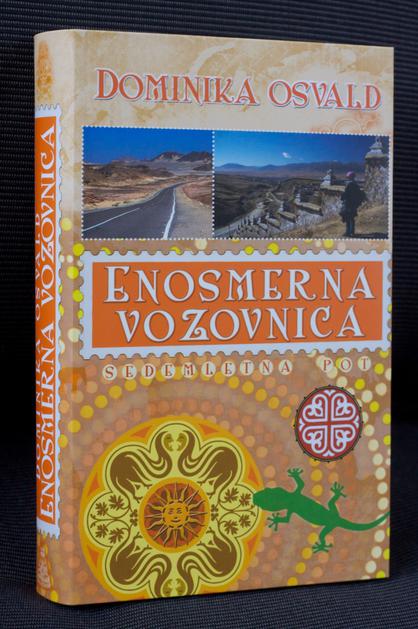 DOMINIKA OSVALD
ENOSMERNA
VOZOVNICA
SEDEMLETNA POT
DOMINIKA OSVALD
ENOSMERNA VOZOVNICA